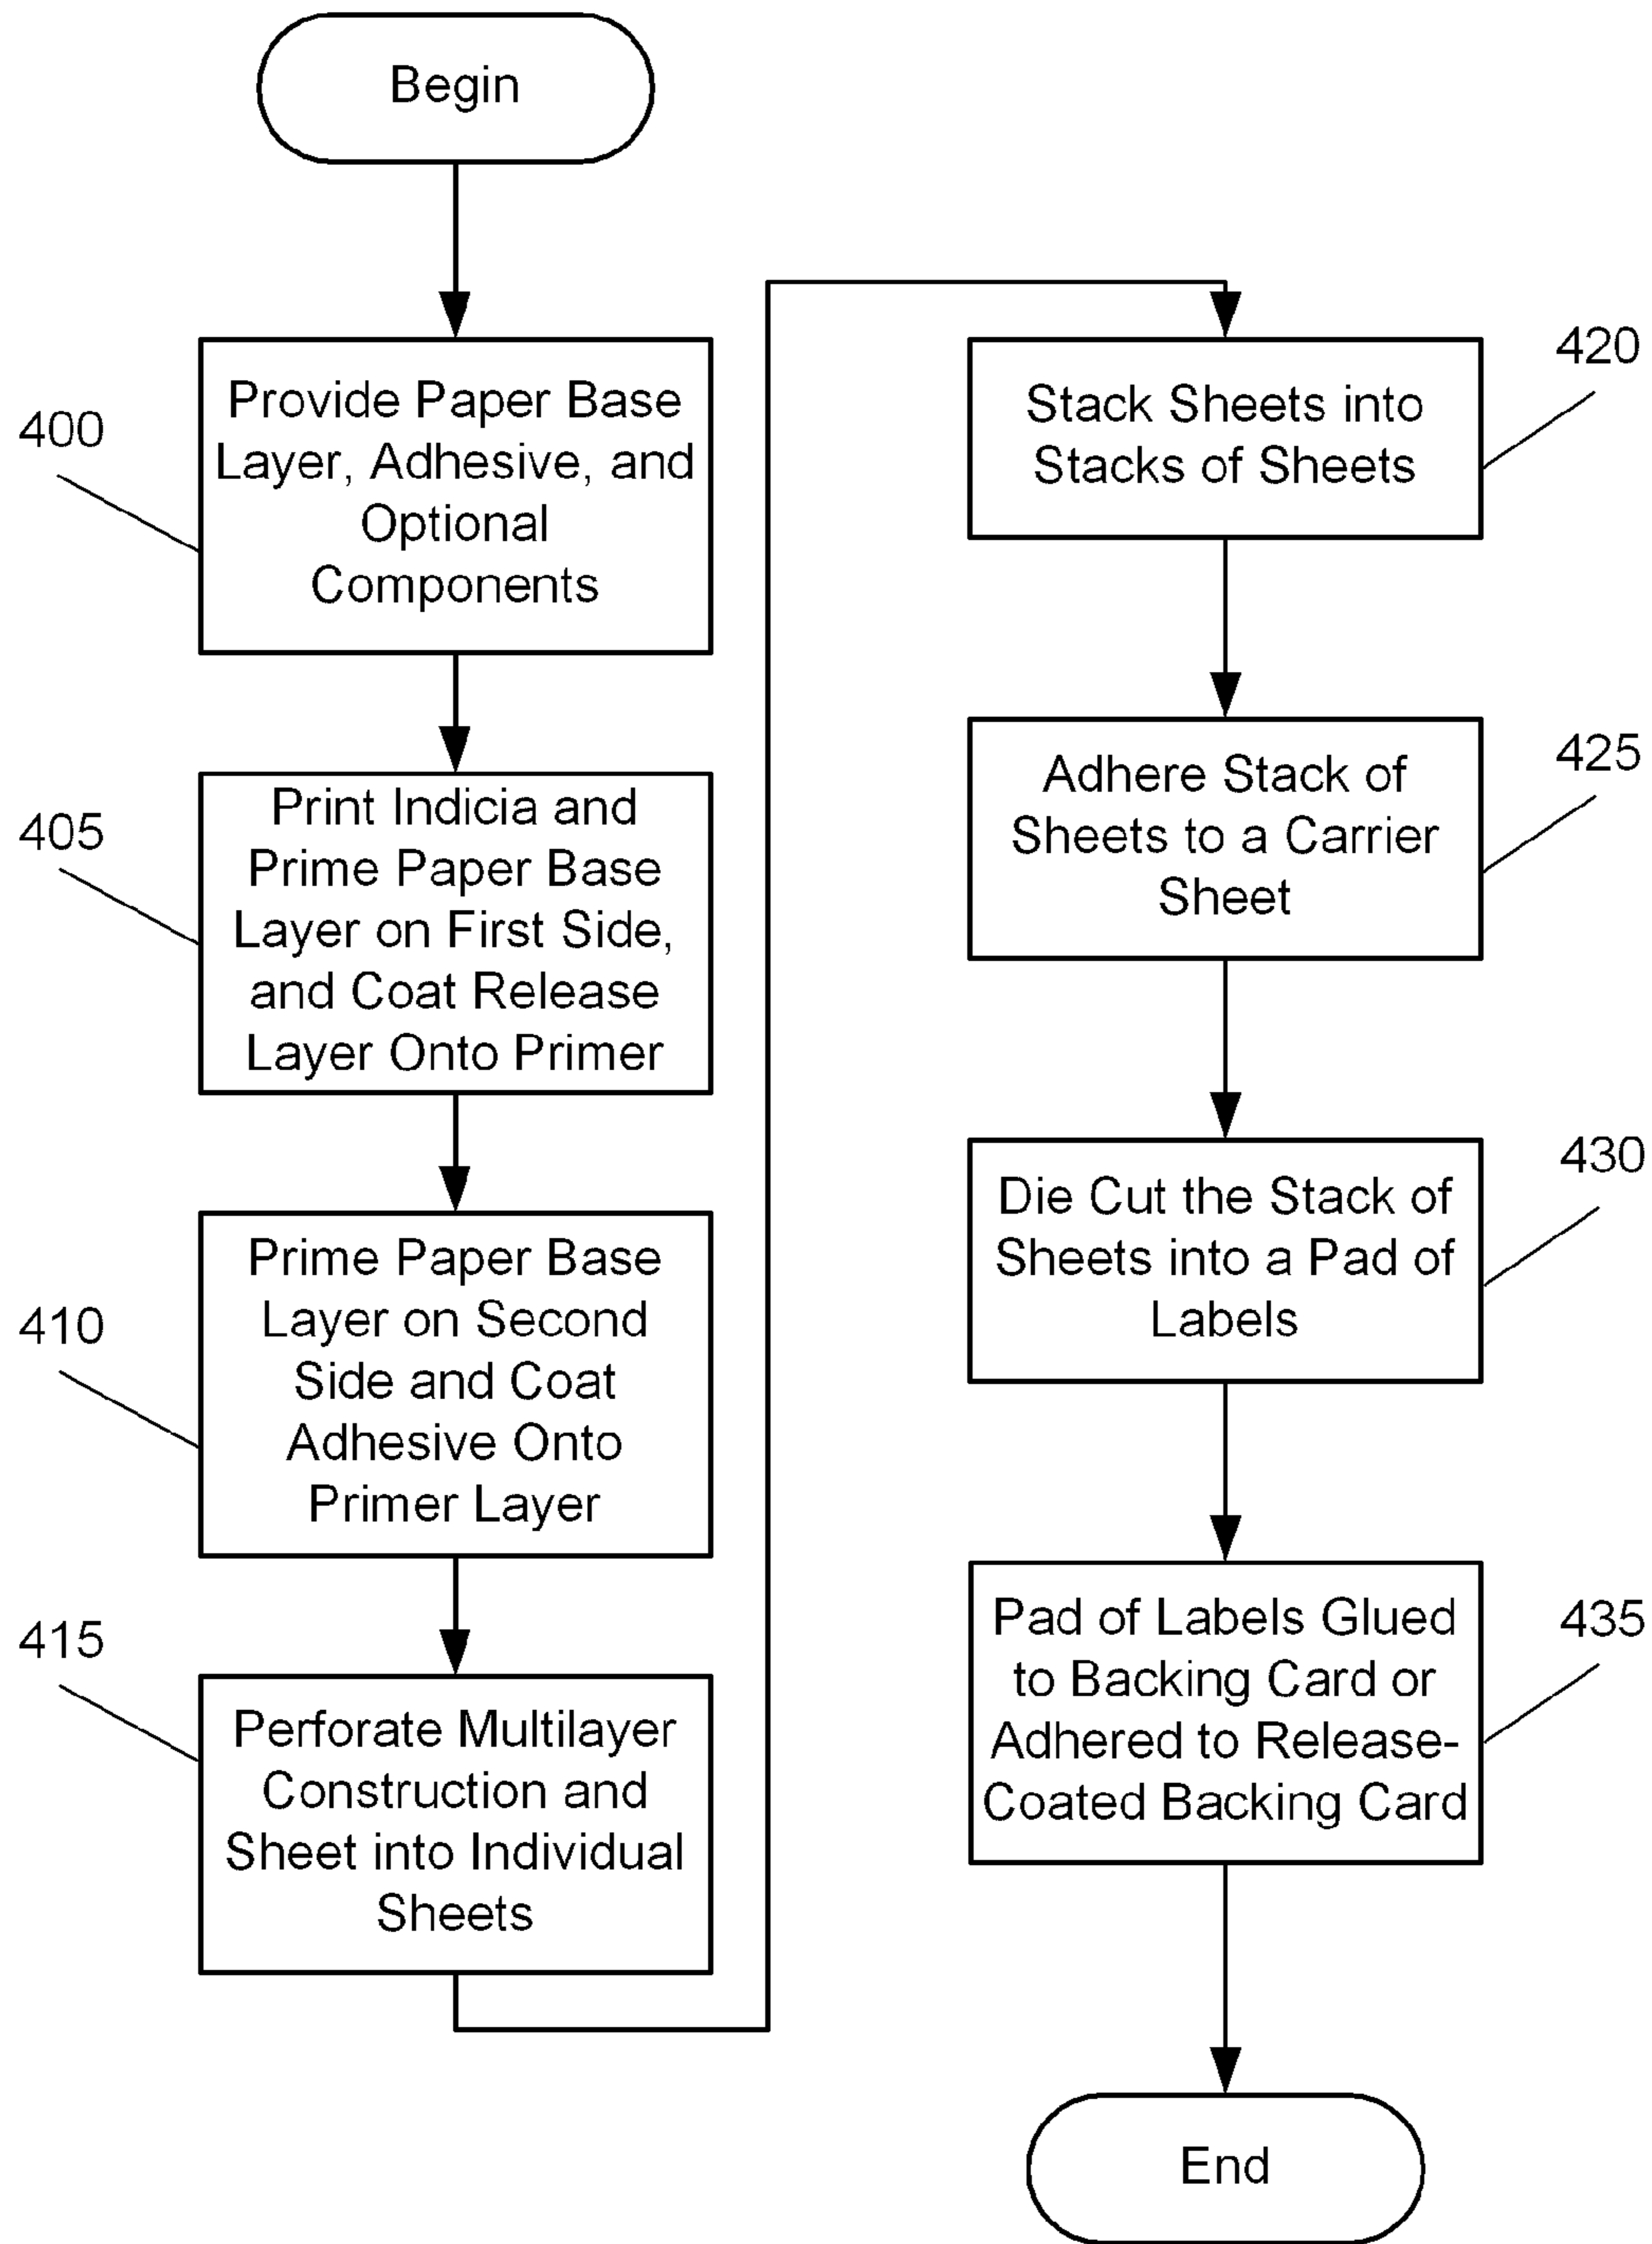 Begin
400
Provide Paper Base
Layer, Adhesive, and
Optional
Components
405
Print Indicia and
Prime Paper Base
Layer on First Side,
and Coat Release
Layer Onto Primer
410
Prime Paper Base
Layer on Second
Side and Coat
Adhesive Onto
Primer Layer
415
Perforate Multilayer
Construction and
Sheet into Individual
Sheets
420
Stack Sheets into
Stacks of Sheets
425
Adhere Stack of
Sheets to a Carrier
Sheet
430
Die Cut the Stack of
Sheets into a Pad of
Labels
435
Pad of Labels Glued
to Backing Card or
Adhered to Release-
Coated Backing Card
End